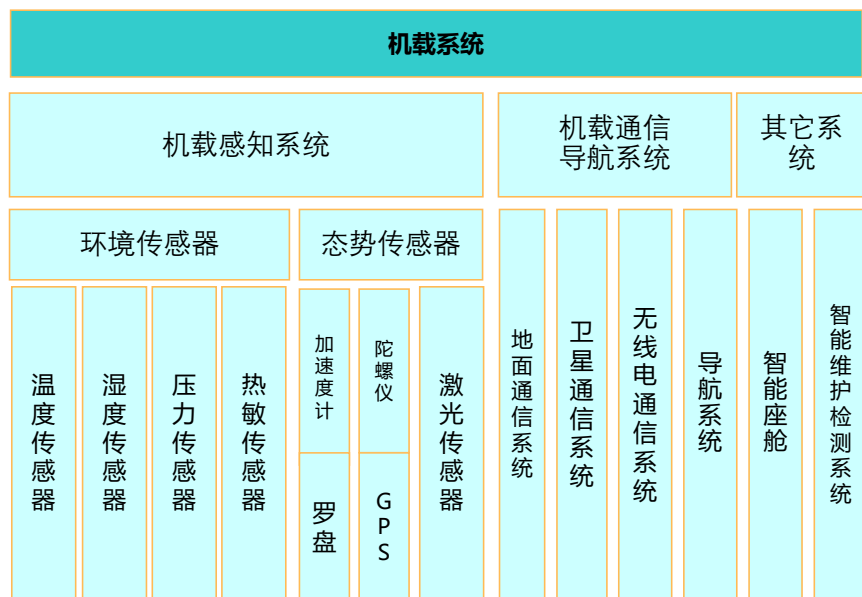 机载系统
机载感知系统
机载通信
导航系统
其它系
统
环境传感器
态势传感器
温度传感器
湿度传感器
压力传感器
热敏传感器
加速度计
罗盘
陀螺仪
GPS
激光传感器
地面通信系统
卫星通信系统
无线电通信系统
导航系统
智能座舱
智能维护检测系统